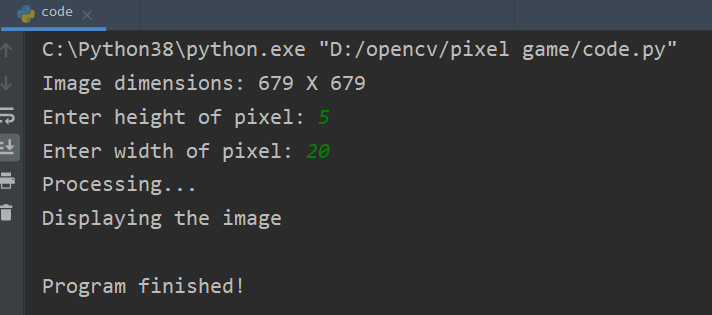 code
C:\Python38\python.exe "D:/opencv/pixel game/code.py"
Image dimensions: 679 X 679
Enter height of pixel: 5
Enter width of pixel: 20
Processing...
Displaying the image
Program finished!